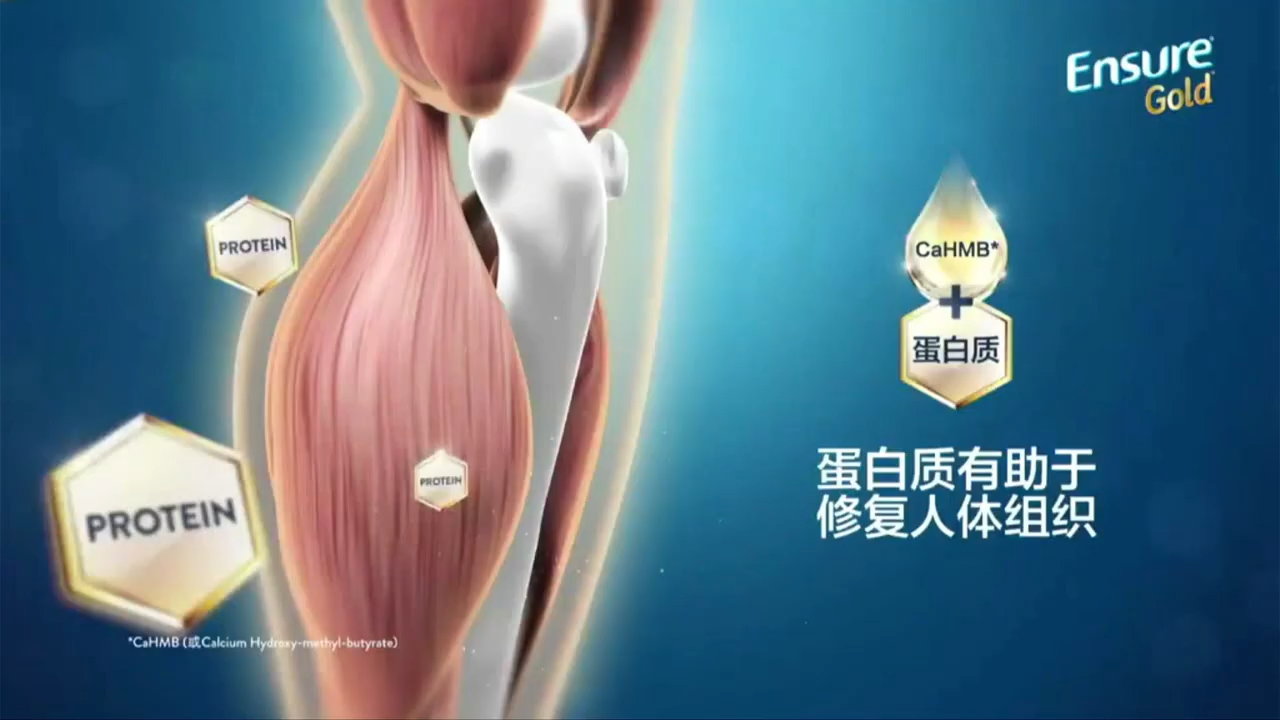 Ensure
Gold
PROTEIN
CaHMB*
+
蛋白质
PROTEIN
PROTEIN
蛋白质有助于
修复人体组织
*CaHMB (或Calcium Hydroxy-methyl-butyrate)